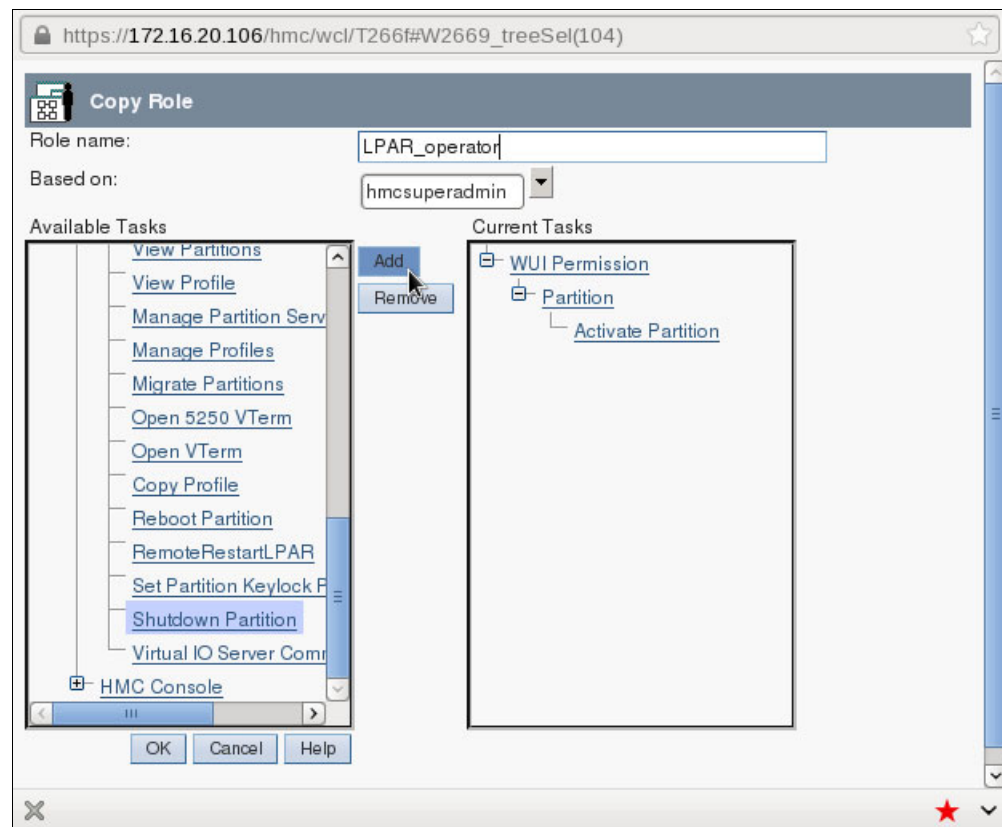 https://172.16.20.106/hmc/wcl/T266f#W2669_treeSel(104)
Copy Role
Role name:
LPAR_operator
Based on:
hmcsuperadmin
Available Tasks
View Partitions
View Profile
Manage Partition Serv
Manage Profiles
Migrate Partitions
Open 5250 VTerm
Open VTerm
Copy Profile
Reboot Partition
RemoteRestartLPAR
Set Partition Keylock P
Shutdown Partition
Virtual IO Server Comm
HMC Console
Add
Remove
Current Tasks
WUI Permission
Partition
Activate Partition
OK Cancel Help